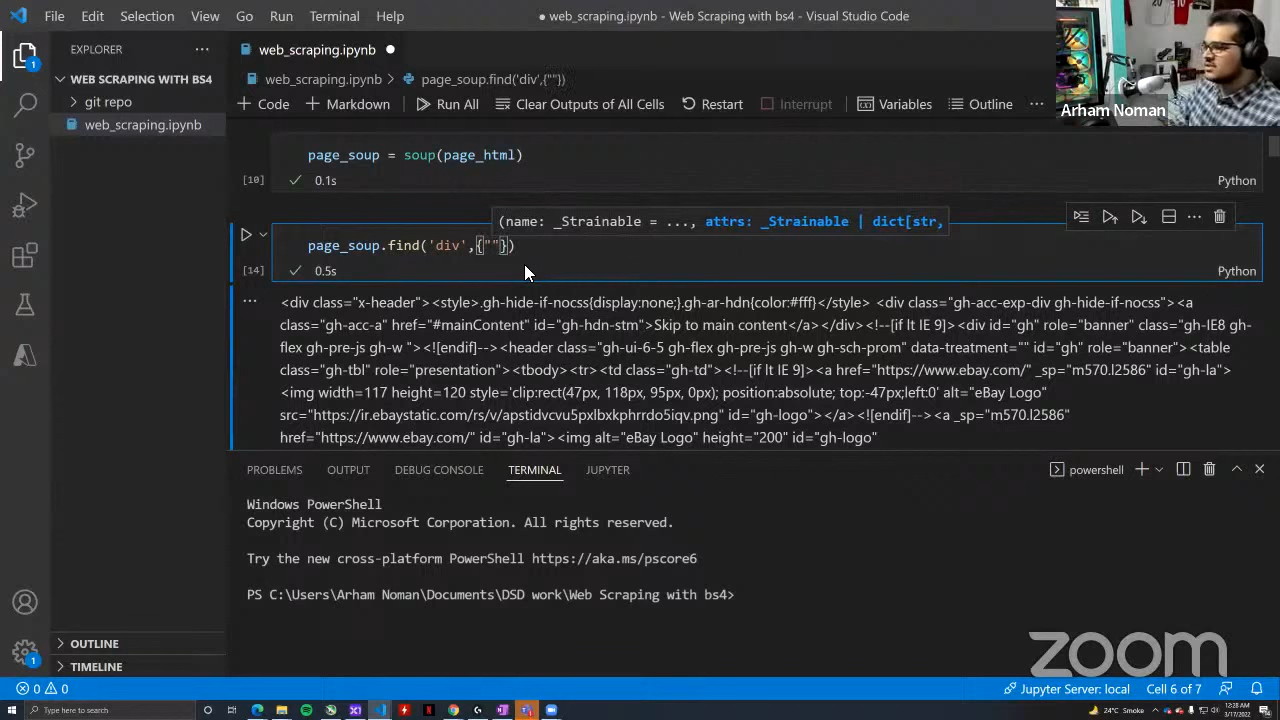 File Edit Selection View Go Run Terminal Help
● web_scraping.ipynb - Web Scraping with bs4 - Visual Studio Code
EXPLORER
web_scraping.ipynb
WEB SCRAPING WITH BS4
git repo
web_scraping.ipynb
web_scraping.ipynb > page_soup.find('div',{""})
+ Code + Markdown Run All Clear Outputs of All Cells Restart Interrupt Variables Outline
Arham Noman
page_soup = soup(page_html)
[10] 0.1s Python
(name: _Strainable = ..., attrs: _Strainable | dict[str,
page_soup.find('div',{""})
[14] 0.5s Python
<div class="x-header"><style>.gh-hide-if-nocss{display:none;}.gh-ar-hdn{color:#fff}</style> <div class="gh-acc-exp-div gh-hide-if-nocss"><a
class="gh-acc-a" href="#mainContent" id="gh-hdn-stm">Skip to main content</a></div><!--[if lt IE 9]><div id="gh" role="banner" class="gh-IE8 gh-
flex gh-pre-js gh-w "><![endif]--><header class="gh-ui-6-5 gh-flex gh-pre-js gh-w gh-sch-prom" data-treatment="" id="gh" role="banner"><table
class="gh-tbl" role="presentation"><tbody><tr><td class="gh-td"><!--[if lt IE 9]><a href="https://www.ebay.com/" _sp="m570.l2586" id="gh-la">
<img width=117 height=120 style='clip:rect(47px, 118px, 95px, 0px); position:absolute; top:-47px;left:0' alt="eBay Logo"
src="https://ir.ebaystatic.com/rs/v/apstidvcvu5pxlbxkphrrdo5iqv.png" id="gh-logo"></a><![endif]--><a _sp="m570.l2586"
href="https://www.ebay.com/" id="gh-la"><img alt="eBay Logo" height="200" id="gh-logo"
PROBLEMS OUTPUT DEBUG CONSOLE TERMINAL JUPYTER
powershell
Windows PowerShell
Copyright (C) Microsoft Corporation. All rights reserved.
Try the new cross-platform PowerShell https://aka.ms/pscore6
PS C:\Users\Arham Noman\Documents\DSD work\Web Scraping with bs4>
OUTLINE
TIMELINE
zoom
0 0
Jupyter Server: local Cell 6 of 7
Type here to search
24°C Smoke
12:28 AM
3/17/2022